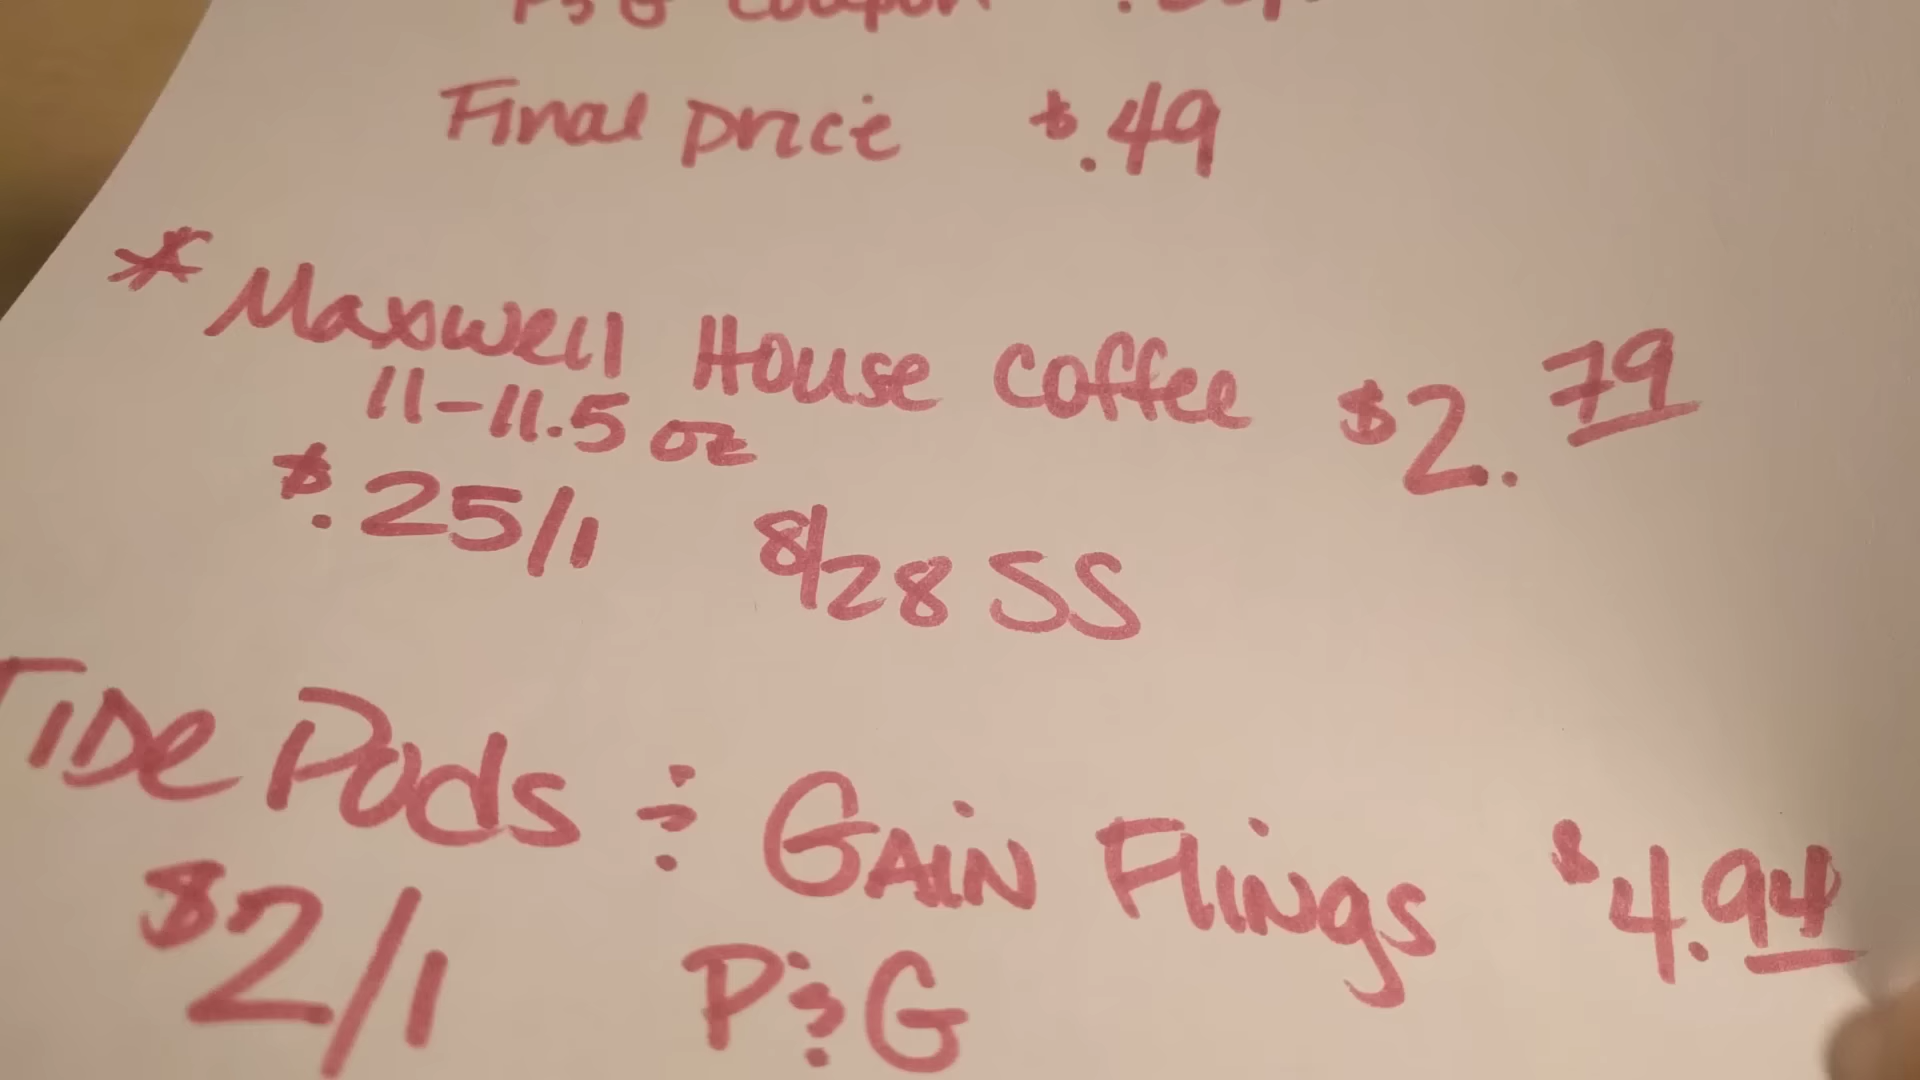 P&G Coupon
Final price $.49
* Maxwell House Coffee $2.79
11-11.5 oz
$.25/1 8/28 SS
TIDe Pods & GAIN Flings $4.94
$2/1 P&G